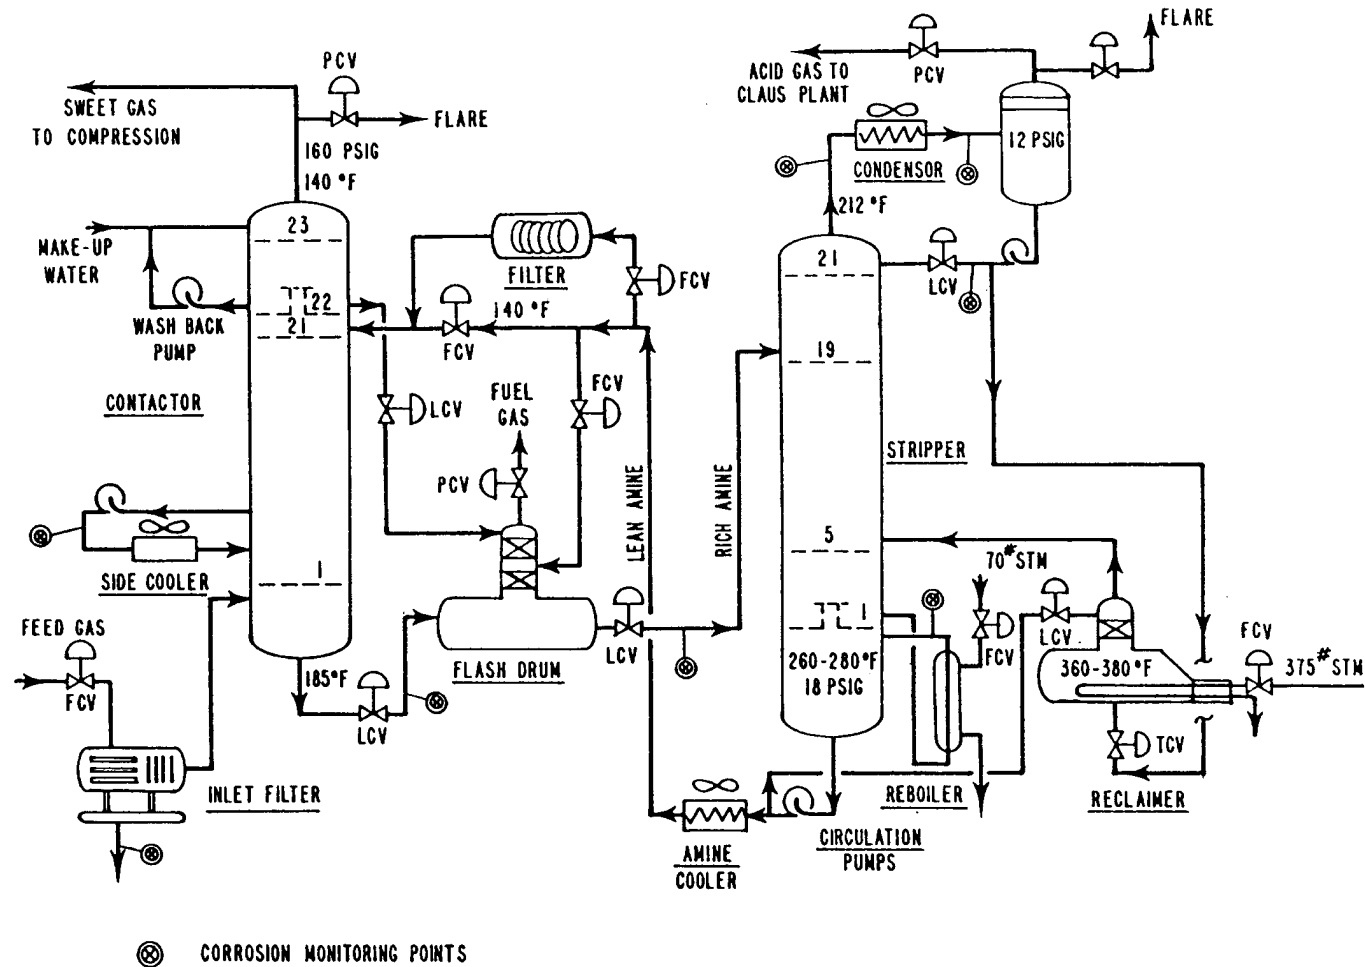 FLARE
PCV
ACID GAS TO
CLAUS PLANT
PCV
SWEET GAS
TO COMPRESSION
FLARE
160 PSIG
140 °F
12 PSIG
CONDENSOR
212 °F
23
MAKE-UP
WATER
22
21
WASH BACK
PUMP
FILTER
FCV
140 °F
FCV
21
LCV
19
CONTACTOR
LCV
FUEL
GAS
FCV
PCV
LEAN AMINE
RICH AMINE
STRIPPER
5
70# STM
SIDE COOLER
1
1
LCV
FCV
FEED GAS
FCV
185°F
LCV
FLASH DRUM
LCV
260-280°F
18 PSIG
FCV
360-380°F
375# STM
TCV
INLET FILTER
REBOILER
RECLAIMER
AMINE
COOLER
CIRCULATION
PUMPS
CORROSION MONITORING POINTS